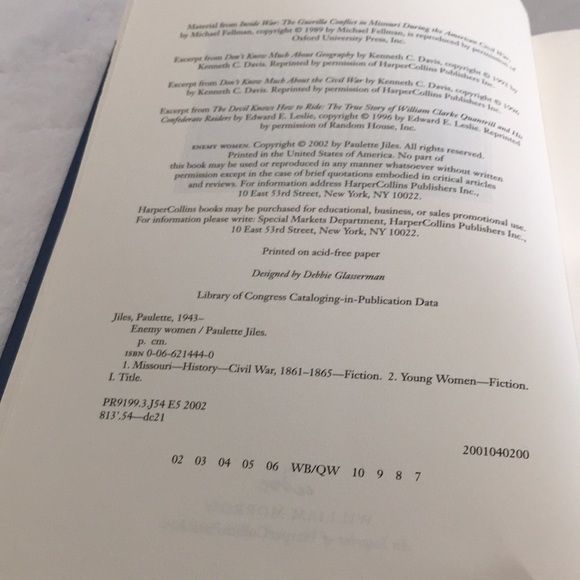 Material from Inside War: The Guerilla Conflict in Missouri During the American Civil War,
by Michael Fellman, copyright © 1989 by Michael Fellman, is reproduced by permission of
Oxford University Press, Inc.
Excerpt from Don't Know Much About Geography by Kenneth C. Davis, copyright © by
Kenneth C. Davis. Reprinted by permission of HarperCollins Publishers Inc.
Excerpt from Don't Know Much About the Civil War by Kenneth C. Davis, copyright ©
by Kenneth C. Davis. Reprinted by permission of HarperCollins Publishers Inc.
Excerpt from The Devil Knows How to Ride: The True Story of William Clarke Quantrill and His
Confederate Raiders by Edward E. Leslie, copyright © 1996 by Edward E. Leslie. Reprinted
by permission of Random House, Inc.
ENEMY WOMEN. Copyright © 2002 by Paulette Jiles. All rights reserved.
Printed in the United States of America. No part of
this book may be used or reproduced in any manner whatsoever without written
permission except in the case of brief quotations embodied in critical articles
and reviews. For information address HarperCollins Publishers Inc.,
10 East 53rd Street, New York, NY 10022.
HarperCollins books may be purchased for educational, business, or sales promotional use.
For information please write: Special Markets Department, HarperCollins Publishers Inc.,
10 East 53rd Street, New York, NY 10022.
Printed on acid-free paper
Designed by Debbie Glasserman
Library of Congress Cataloging-in-Publication Data
Jiles, Paulette, 1943–
Enemy women / Paulette Jiles.
p. cm.
ISBN 0-06-621444-0
1. Missouri—History—Civil War, 1861–1865—Fiction. 2. Young Women—Fiction.
I. Title.
PR9199.3.J54 E5 2002
813'.54—dc21
2001040200
02 03 04 05 06 WB/QW 10 9 8 7